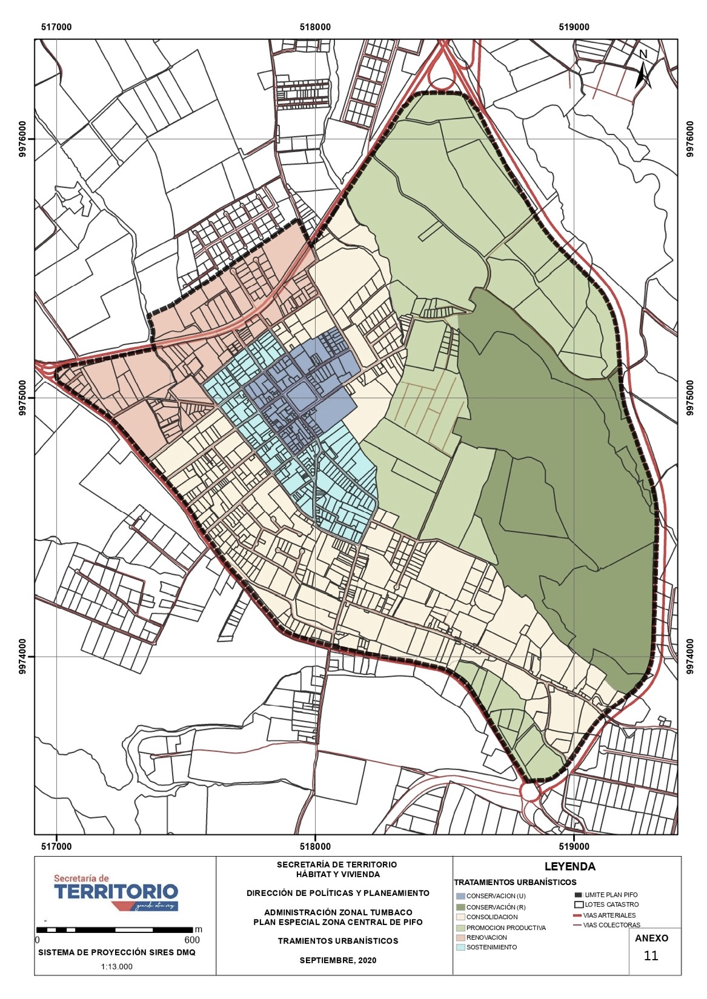 517000 518000 519000
N
9976000 9976000
9975000 9975000
9974000 9974000
517000 518000 519000
Secretaría de
TERRITORIO
grande otra vez
m
0 600
SISTEMA DE PROYECCIÓN SIRES DMQ
1:13.000
SECRETARÍA DE TERRITORIO
HÁBITAT Y VIVIENDA
DIRECCIÓN DE POLÍTICAS Y PLANEAMIENTO
ADMINISTRACIÓN ZONAL TUMBACO
PLAN ESPECIAL ZONA CENTRAL DE PIFO
TRAMIENTOS URBANÍSTICOS
SEPTIEMBRE, 2020
LEYENDA
TRATAMIENTOS URBANÍSTICOS
CONSERVACION (U)
CONSERVACIÓN (R)
CONSOLIDACION
PROMOCION PRODUCTIVA
RENOVACION
SOSTENIMIENTO
LIMITE PLAN PIFO
LOTES CATASTRO
VIAS ARTERIALES
VIAS COLECTORAS
ANEXO
11